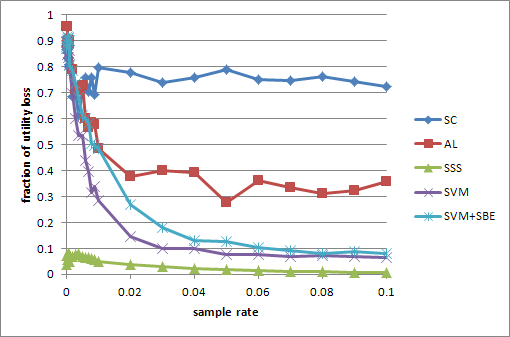 1
0.9
0.8
0.7
0.6
0.5
0.4
0.3
0.2
0.1
0
fraction of utility loss
0 0.02 0.04 0.06 0.08 0.1
sample rate
SC
AL
SSS
SVM
SVM+SBE